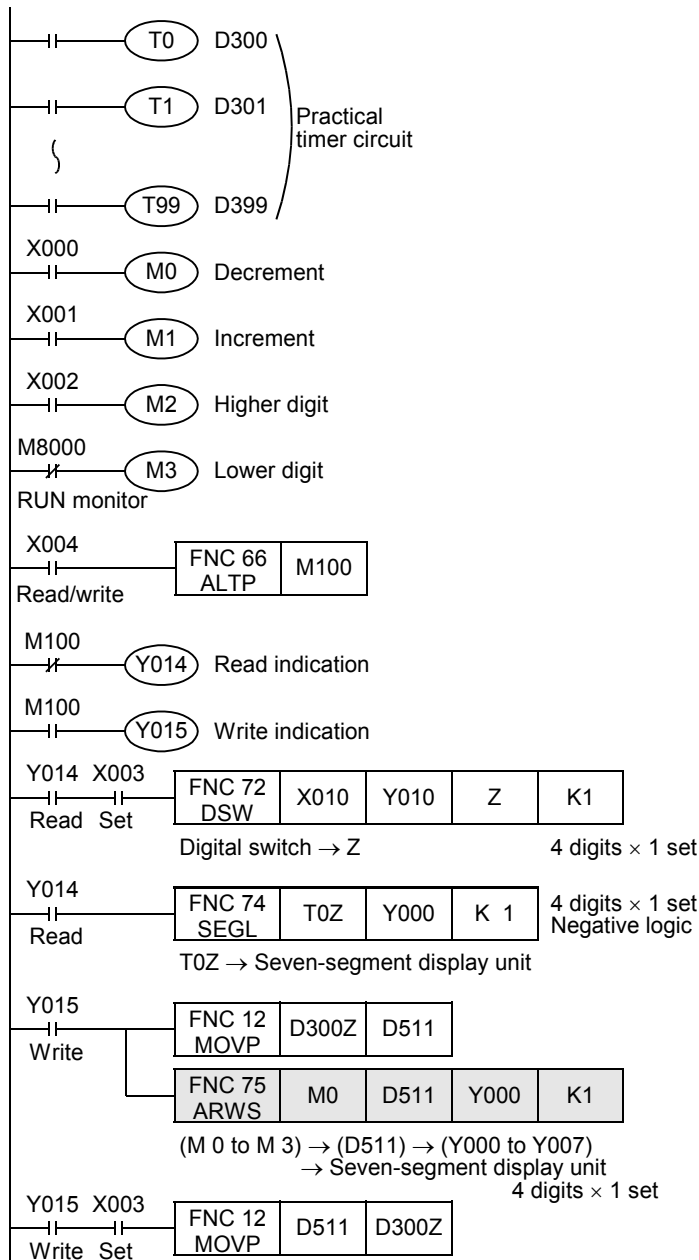 T0 D300
T1 D301
Practical
timer circuit
T99 D399
X000
M0 Decrement
X001
M1 Increment
X002
M2 Higher digit
M8000
M3 Lower digit
RUN monitor
X004
FNC 66
ALTP
M100
Read/write
M100
Y014 Read indication
M100
Y015 Write indication
Y014 X003
FNC 72
DSW
X010 Y010 Z K1
Read Set
Digital switch → Z 4 digits × 1 set
Y014
FNC 74
SEGL
T0Z Y000 K 1
4 digits × 1 set
Negative logic
Read
T0Z → Seven-segment display unit
Y015
FNC 12
MOVP
D300Z D511
Write
FNC 75
ARWS
M0 D511 Y000 K1
(M 0 to M 3) → (D511) → (Y000 to Y007)
→ Seven-segment display unit
4 digits × 1 set
Y015 X003
FNC 12
MOVP
D511 D300Z
Write Set